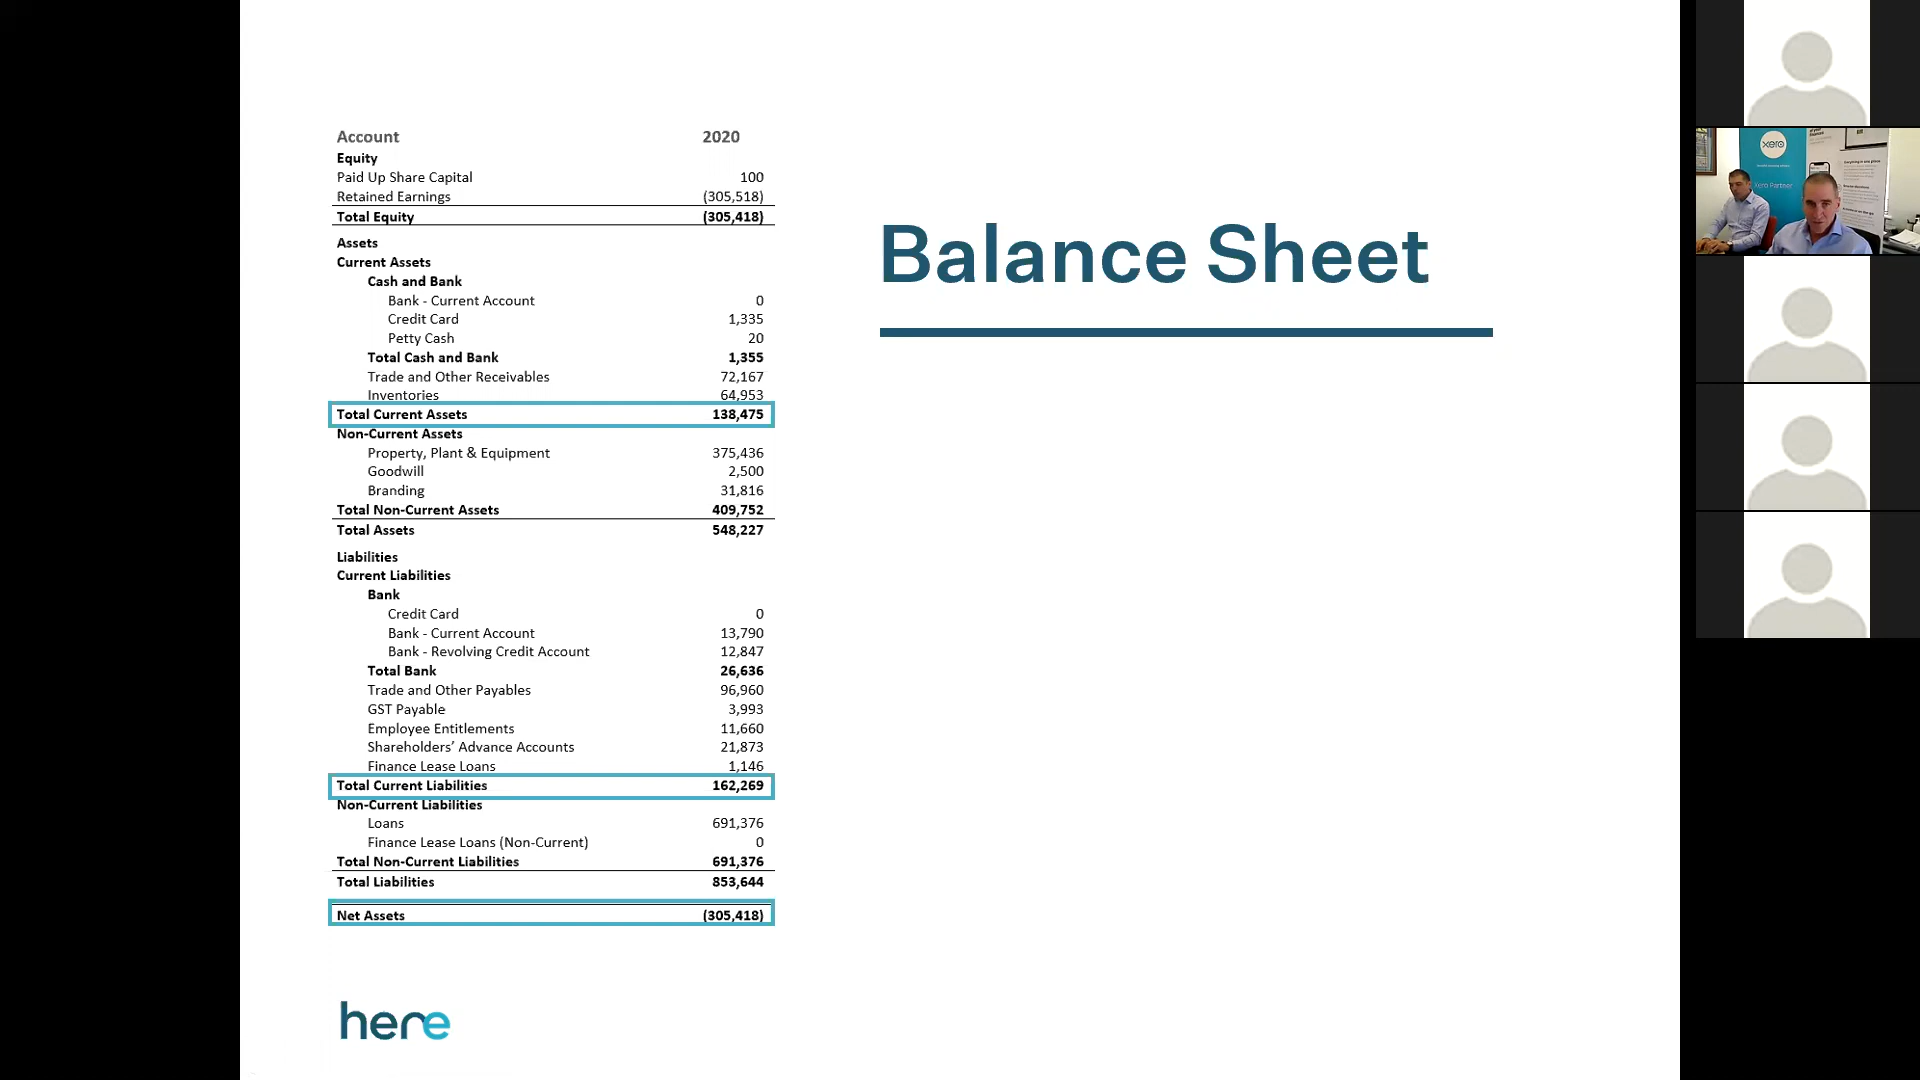 Account 2020
Equity
Paid Up Share Capital 100
Retained Earnings (305,518)
Total Equity (305,418)
Assets
Current Assets
Cash and Bank
Bank - Current Account 0
Credit Card 1,335
Petty Cash 20
Total Cash and Bank 1,355
Trade and Other Receivables 72,167
Inventories 64,953
Total Current Assets 138,475
Non-Current Assets
Property, Plant & Equipment 375,436
Goodwill 2,500
Branding 31,816
Total Non-Current Assets 409,752
Total Assets 548,227
Liabilities
Current Liabilities
Bank
Credit Card 0
Bank - Current Account 13,790
Bank - Revolving Credit Account 12,847
Total Bank 26,636
Trade and Other Payables 96,960
GST Payable 3,993
Employee Entitlements 11,660
Shareholders’ Advance Accounts 21,873
Finance Lease Loans 1,146
Total Current Liabilities 162,269
Non-Current Liabilities
Loans 691,376
Finance Lease Loans (Non-Current) 0
Total Non-Current Liabilities 691,376
Total Liabilities 853,644
Net Assets (305,418)
here
Balance Sheet
xero
Xero Partner